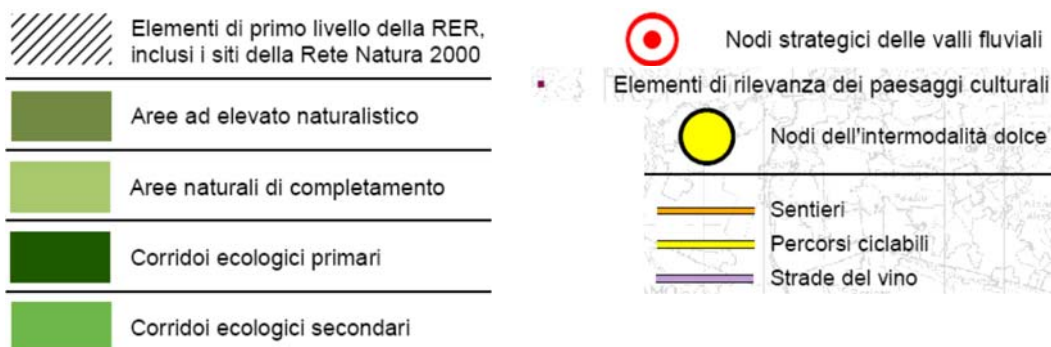 Elementi di primo livello della RER,
inclusi i siti della Rete Natura 2000
Aree ad elevato naturalistico
Aree naturali di completamento
Corridoi ecologici primari
Corridoi ecologici secondari
Nodi strategici delle valli fluviali
Elementi di rilevanza dei paesaggi culturali
Nodi dell'intermodalità dolce
Sentieri
Percorsi ciclabili
Strade del vino